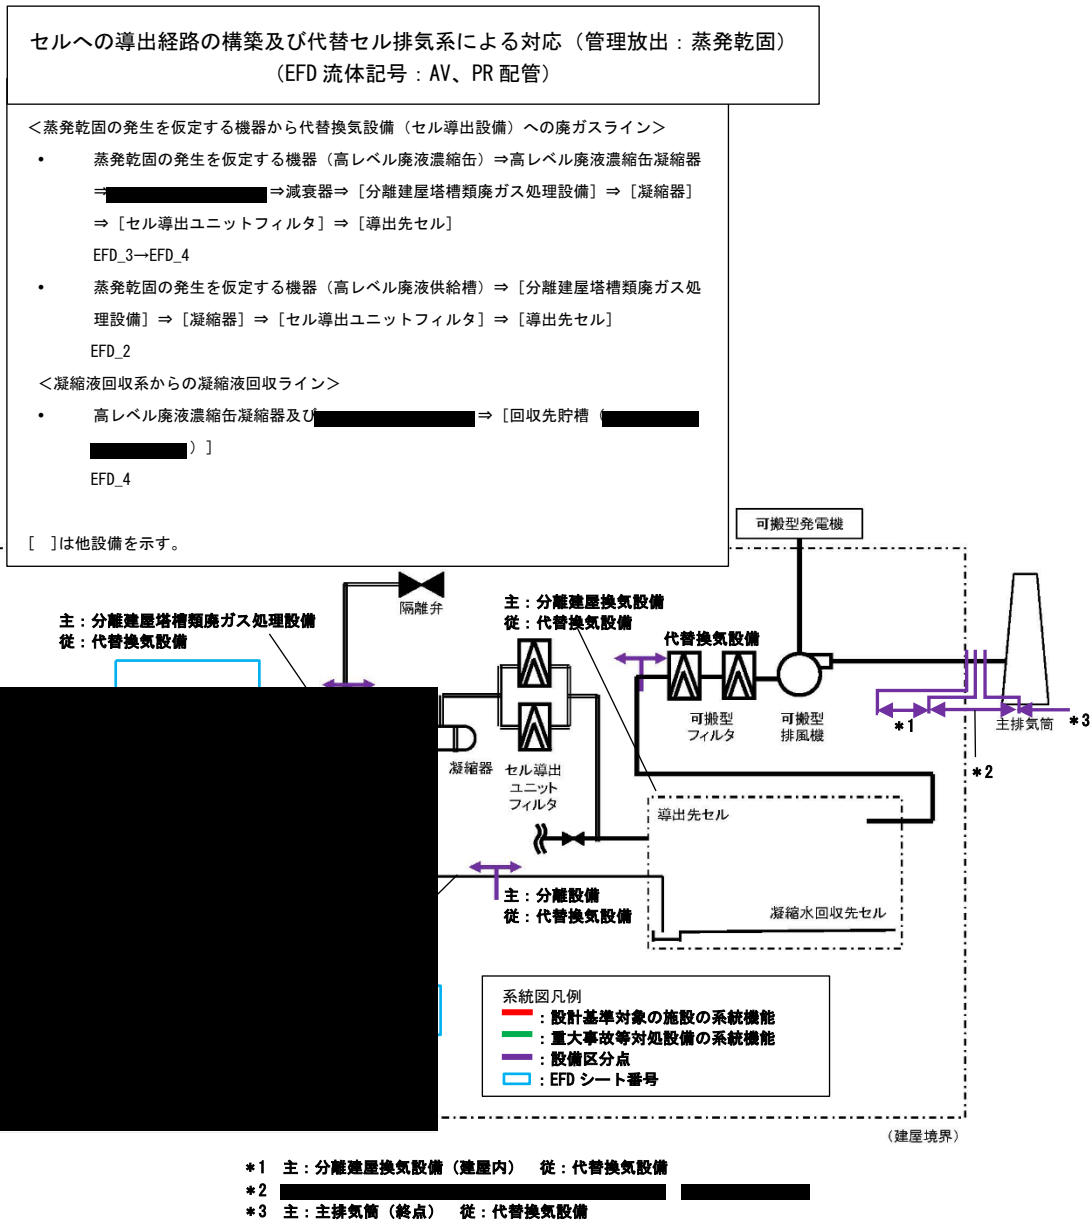 セルへの導出経路の構築及び代替セル排気系による対応(管理放出:蒸発乾固)
(EFD 流体記号:AV、PR 配管)
<蒸発乾固の発生を仮定する機器から代替換気設備(セル導出設備)への廃ガスライン>
• 蒸発乾固の発生を仮定する機器(高レベル廃液濃縮缶)⇒高レベル廃液濃縮缶凝縮器
⇒ ⇒減衰器⇒[分離建屋塔槽類廃ガス処理設備]⇒[凝縮器]
⇒[セル導出ユニットフィルタ]⇒[導出先セル]
EFD_3→EFD_4
• 蒸発乾固の発生を仮定する機器(高レベル廃液供給槽)⇒[分離建屋塔槽類廃ガス処
理設備]⇒[凝縮器]⇒[セル導出ユニットフィルタ]⇒[導出先セル]
EFD_2
<凝縮液回収系からの凝縮液回収ライン>
• 高レベル廃液濃縮缶凝縮器及び ⇒[回収先貯槽(
)]
EFD_4
[ ]は他設備を示す。
可搬型発電機
隔離弁
主:分離建屋塔槽類廃ガス処理設備
従:代替換気設備
主:分離建屋換気設備
従:代替換気設備
代替換気設備
可搬型
フィルタ
可搬型
排風機
*1
主排気筒
*3
*2
凝縮器
セル導出
ユニット
フィルタ
導出先セル
主:分離設備
従:代替換気設備
凝縮水回収先セル
系統図凡例
:設計基準対象の施設の系統機能
:重大事故等対処設備の系統機能
:設備区分点
:EFD シート番号
(建屋境界)
*1 主:分離建屋換気設備(建屋内) 従:代替換気設備
*2
*3 主:主排気筒(終点) 従:代替換気設備